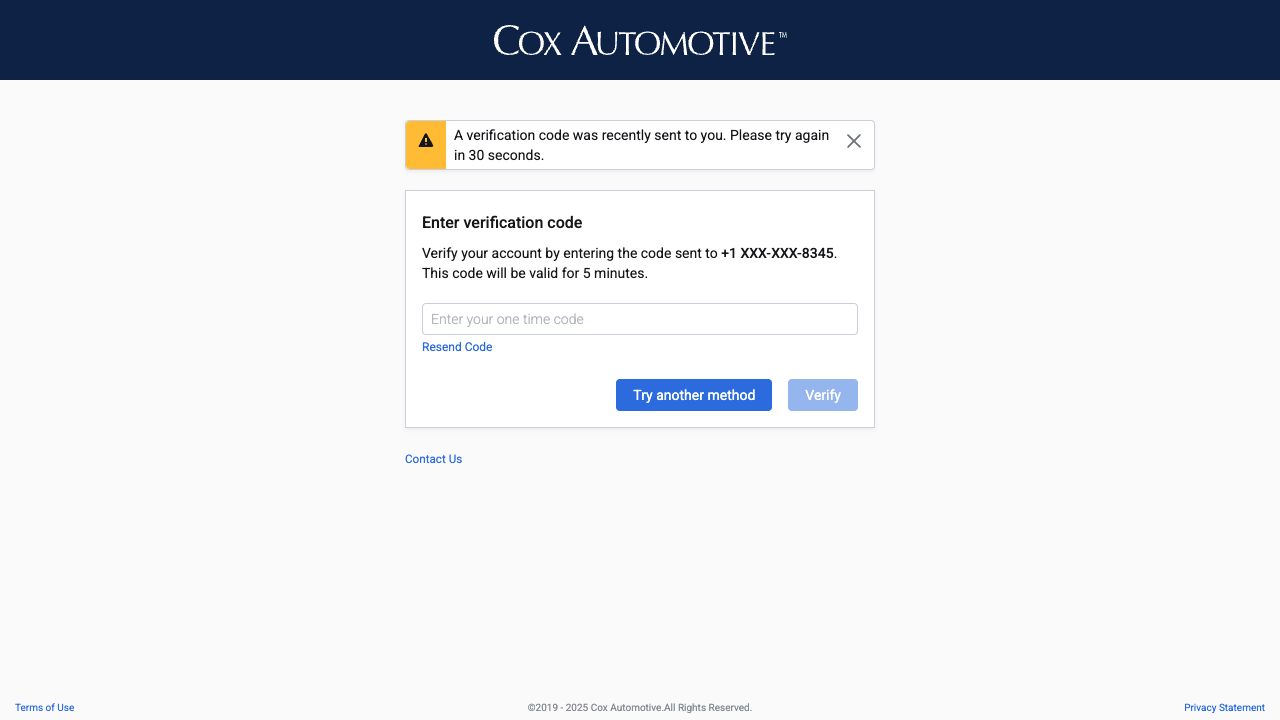 COX AUTOMOTIVE™
A verification code was recently sent to you. Please try again
in 30 seconds.
Enter verification code
Verify your account by entering the code sent to +1 XXX-XXX-8345.
This code will be valid for 5 minutes.
Enter your one time code
Resend Code
Try another method
Verify
Contact Us
Terms of Use
©2019 - 2025 Cox Automotive.All Rights Reserved.
Privacy Statement